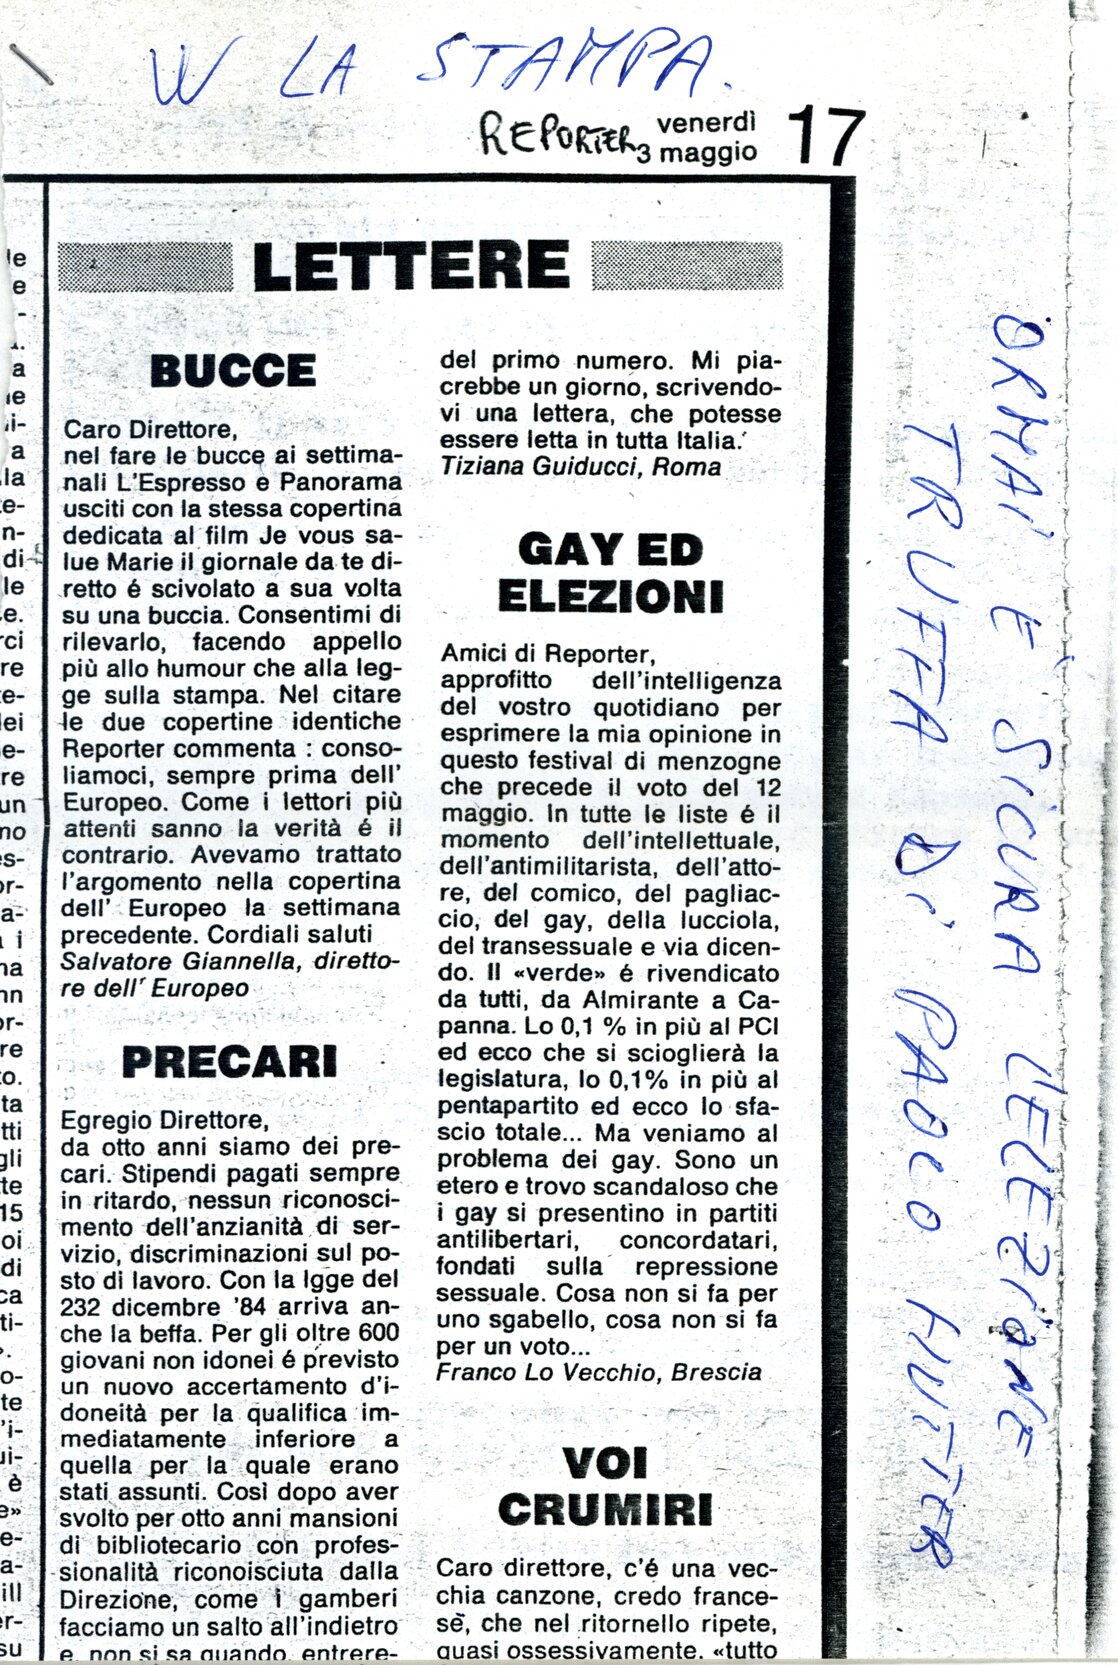 W LA STAMPA.
REPORTER
venerdì
3 maggio
17
LETTERE
BUCCE
Caro Direttore,
nel fare le bucce ai settima-
nali L'Espresso e Panorama
usciti con la stessa copertina
dedicata al film Je vous sa-
lue Marie il giornale da te di-
retto é scivolato a sua volta
su una buccia. Consentimi di
rilevarlo, facendo appello
più allo humour che alla leg-
ge sulla stampa. Nel citare
le due copertine identiche
Reporter commenta : conso-
liamoci, sempre prima dell'
Europeo. Come i lettori più
attenti sanno la verità é il
contrario. Avevamo trattato
l'argomento nella copertina
dell' Europeo la settimana
precedente. Cordiali saluti
Salvatore Giannella, diretto-
re dell' Europeo
PRECARI
Egregio Direttore,
da otto anni siamo dei pre-
cari. Stipendi pagati sempre
in ritardo, nessun riconosci-
mento dell'anzianità di ser-
vizio, discriminazioni sul po-
sto di lavoro. Con la lgge del
232 dicembre '84 arriva an-
che la beffa. Per gli oltre 600
giovani non idonei é previsto
un nuovo accertamento d'i-
doneità per la qualifica im-
mediatamente inferiore a
quella per la quale erano
stati assunti. Così dopo aver
svolto per otto anni mansioni
di bibliotecario con profes-
sionalità riconoisciuta dalla
Direzione, come i gamberi
facciamo un salto all'indietro
e, non si sa quando, entrere-
del primo numero. Mi pia-
crebbe un giorno, scrivendo-
vi una lettera, che potesse
essere letta in tutta Italia.
Tiziana Guiducci, Roma
GAY ED
ELEZIONI
Amici di Reporter,
approfitto dell'intelligenza
del vostro quotidiano per
esprimere la mia opinione in
questo festival di menzogne
che precede il voto del 12
maggio. In tutte le liste é il
momento dell'intellettuale,
dell'antimilitarista, dell'atto-
re, del comico, del pagliac-
cio, del gay, della lucciola,
del transessuale e via dicen-
do. Il «verde» é rivendicato
da tutti, da Almirante a Ca-
panna. Lo 0,1 % in più al PCI
ed ecco che si scioglierà la
legislatura, lo 0,1% in più al
pentapartito ed ecco lo sfa-
scio totale... Ma veniamo al
problema dei gay. Sono un
etero e trovo scandaloso che
i gay si presentino in partiti
antilibertari, concordatari,
fondati sulla repressione
sessuale. Cosa non si fa per
uno sgabello, cosa non si fa
per un voto...
Franco Lo Vecchio, Brescia
VOI
CRUMIRI
Caro direttore, c'é una vec-
chia canzone, credo france-
se, che nel ritornello ripete,
quasi ossessivamente, «tutto
ORMAI È SICURA L'ELEZIONE
TRUFFA DI PAOLO HUTTER